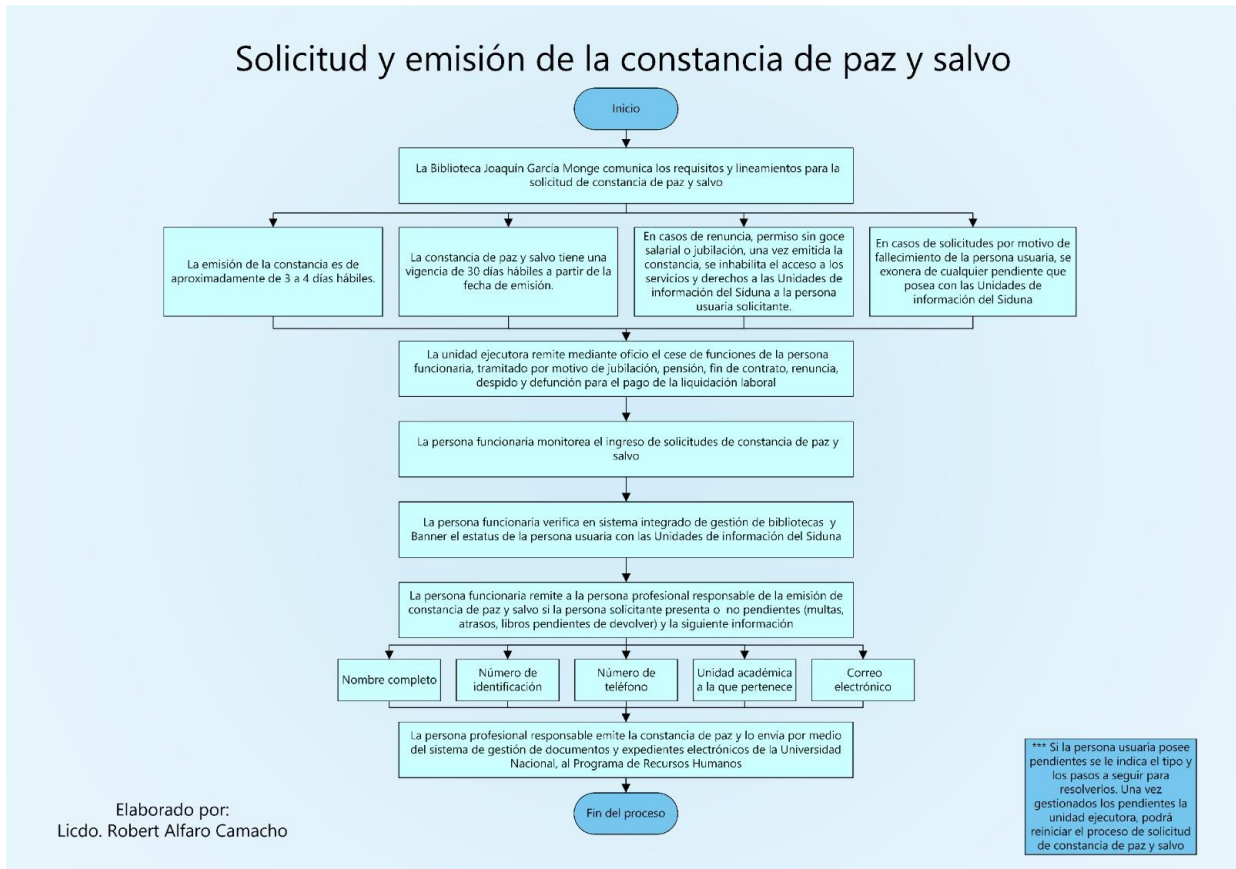 Solicitud y emisión de la constancia de paz y salvo
Inicio
La Biblioteca Joaquín García Monge comunica los requisitos y lineamientos para la
solicitud de constancia de paz y salvo
La emisión de la constancia es de
aproximadamente de 3 a 4 días hábiles.
La constancia de paz y salvo tiene una
vigencia de 30 días hábiles a partir de la
fecha de emisión.
En casos de renuncia, permiso sin goce
salarial o jubilación, una vez emitida la
constancia, se inhabilita el acceso a los
servicios y derechos a las Unidades de
información del Siduna a la persona
usuaria solicitante.
En casos de solicitudes por motivo de
fallecimiento de la persona usuaria, se
exonera de cualquier pendiente que
posea con las Unidades de
información del Siduna
La unidad ejecutora remite mediante oficio el cese de funciones de la persona
funcionaria, tramitado por motivo de jubilación, pensión, fin de contrato, renuncia,
despido y defunción para el pago de la liquidación laboral
La persona funcionaria monitorea el ingreso de solicitudes de constancia de paz y
salvo
La persona funcionaria verifica en sistema integrado de gestión de bibliotecas y
Banner el estatus de la persona usuaria con las Unidades de información del Siduna
La persona funcionaria remite a la persona profesional responsable de la emisión de
constancia de paz y salvo si la persona solicitante presenta o no pendientes (multas,
atrasos, libros pendientes de devolver) y la siguiente información
Nombre completo
Número de
identificación
Número de
teléfono
Unidad académica
a la que pertenece
Correo
electrónico
La persona profesional responsable emite la constancia de paz y lo envía por medio
del sistema de gestión de documentos y expedientes electrónicos de la Universidad
Nacional, al Programa de Recursos Humanos
Fin del proceso
*** Si la persona usuaria posee
pendientes se le indica el tipo y
los pasos a seguir para
resolverlos. Una vez
gestionados los pendientes la
unidad ejecutora, podrá
reiniciar el proceso de solicitud
de constancia de paz y salvo
Elaborado por:
Licdo. Robert Alfaro Camacho